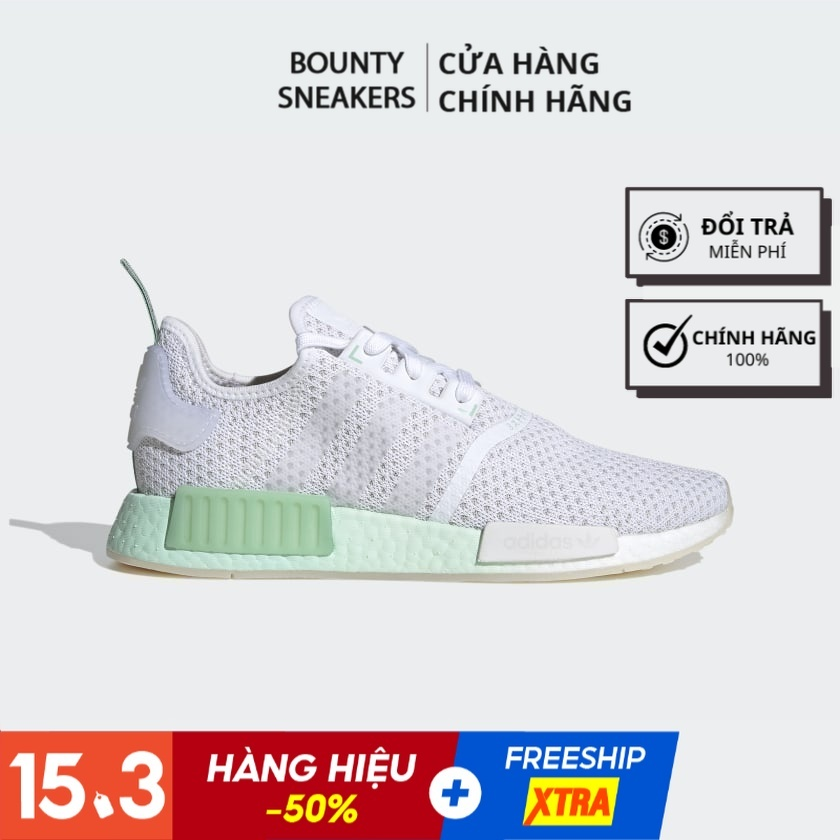 BOUNTY
SNEAKERS
CỬA HÀNG
CHÍNH HÃNG
ĐỔI TRẢ
MIỄN PHÍ
CHÍNH HÃNG
100%
adidas
15.3
HÀNG HIỆU
-50%
+
FREESHIP
XTRA